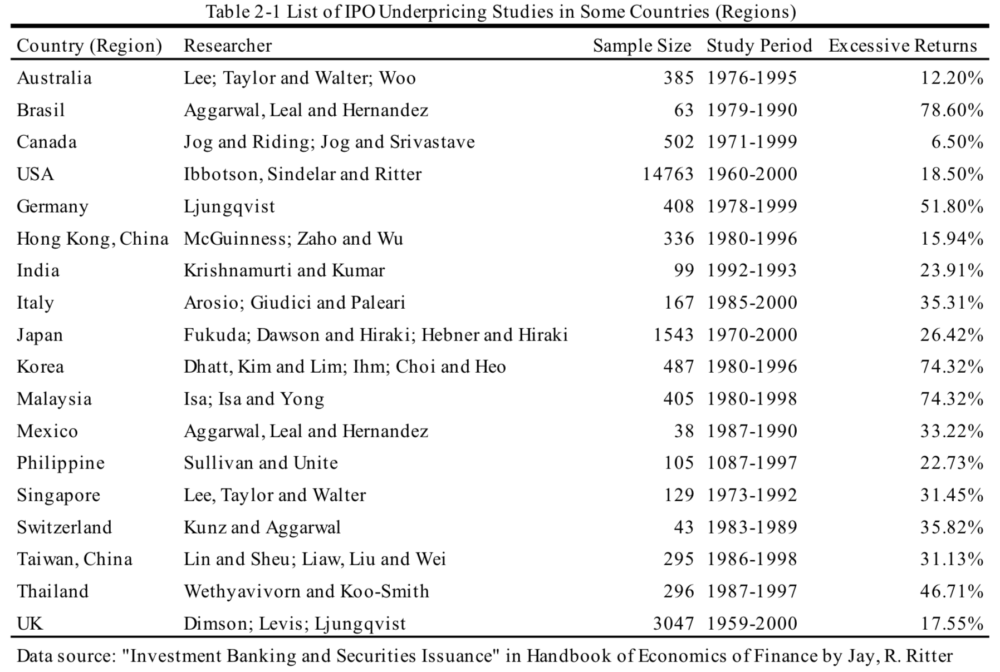 Table 2-1 List of IPO Underpricing Studies in Some Countries (Regions)
Country (Region) Researcher Sample Size Study Period Excessive Returns
Australia Lee; Taylor and Walter; Woo 385 1976-1995 12.20%
Brasil Aggarwal, Leal and Hernandez 63 1979-1990 78.60%
Canada Jog and Riding; Jog and Srivastave 502 1971-1999 6.50%
USA Ibbotson, Sindelar and Ritter 14763 1960-2000 18.50%
Germany Ljungqvist 408 1978-1999 51.80%
Hong Kong, China McGuinness; Zaho and Wu 336 1980-1996 15.94%
India Krishnamurti and Kumar 99 1992-1993 23.91%
Italy Arosio; Giudici and Paleari 167 1985-2000 35.31%
Japan Fukuda; Dawson and Hiraki; Hebner and Hiraki 1543 1970-2000 26.42%
Korea Dhatt, Kim and Lim; Ihm; Choi and Heo 487 1980-1996 74.32%
Malaysia Isa; Isa and Yong 405 1980-1998 74.32%
Mexico Aggarwal, Leal and Hernandez 38 1987-1990 33.22%
Philippine Sullivan and Unite 105 1087-1997 22.73%
Singapore Lee, Taylor and Walter 129 1973-1992 31.45%
Switzerland Kunz and Aggarwal 43 1983-1989 35.82%
Taiwan, China Lin and Sheu; Liaw, Liu and Wei 295 1986-1998 31.13%
Thailand Wethyavivorn and Koo-Smith 296 1987-1997 46.71%
UK Dimson; Levis; Ljungqvist 3047 1959-2000 17.55%
Data source: "Investment Banking and Securities Issuance" in Handbook of Economics of Finance by Jay, R. Ritter